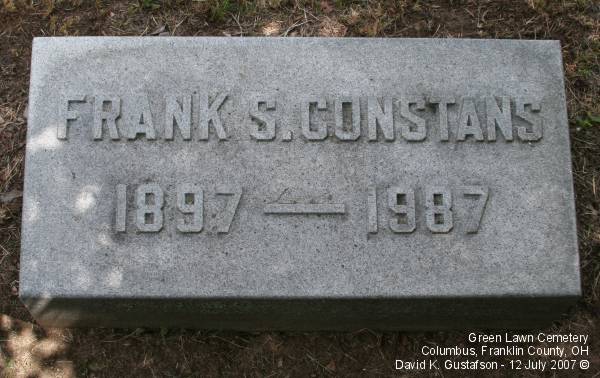 FRANK S. CONSTANS
1897 — 1987
Green Lawn Cemetery
Columbus, Franklin County, OH
David K. Gustafson - 12 July 2007 ©